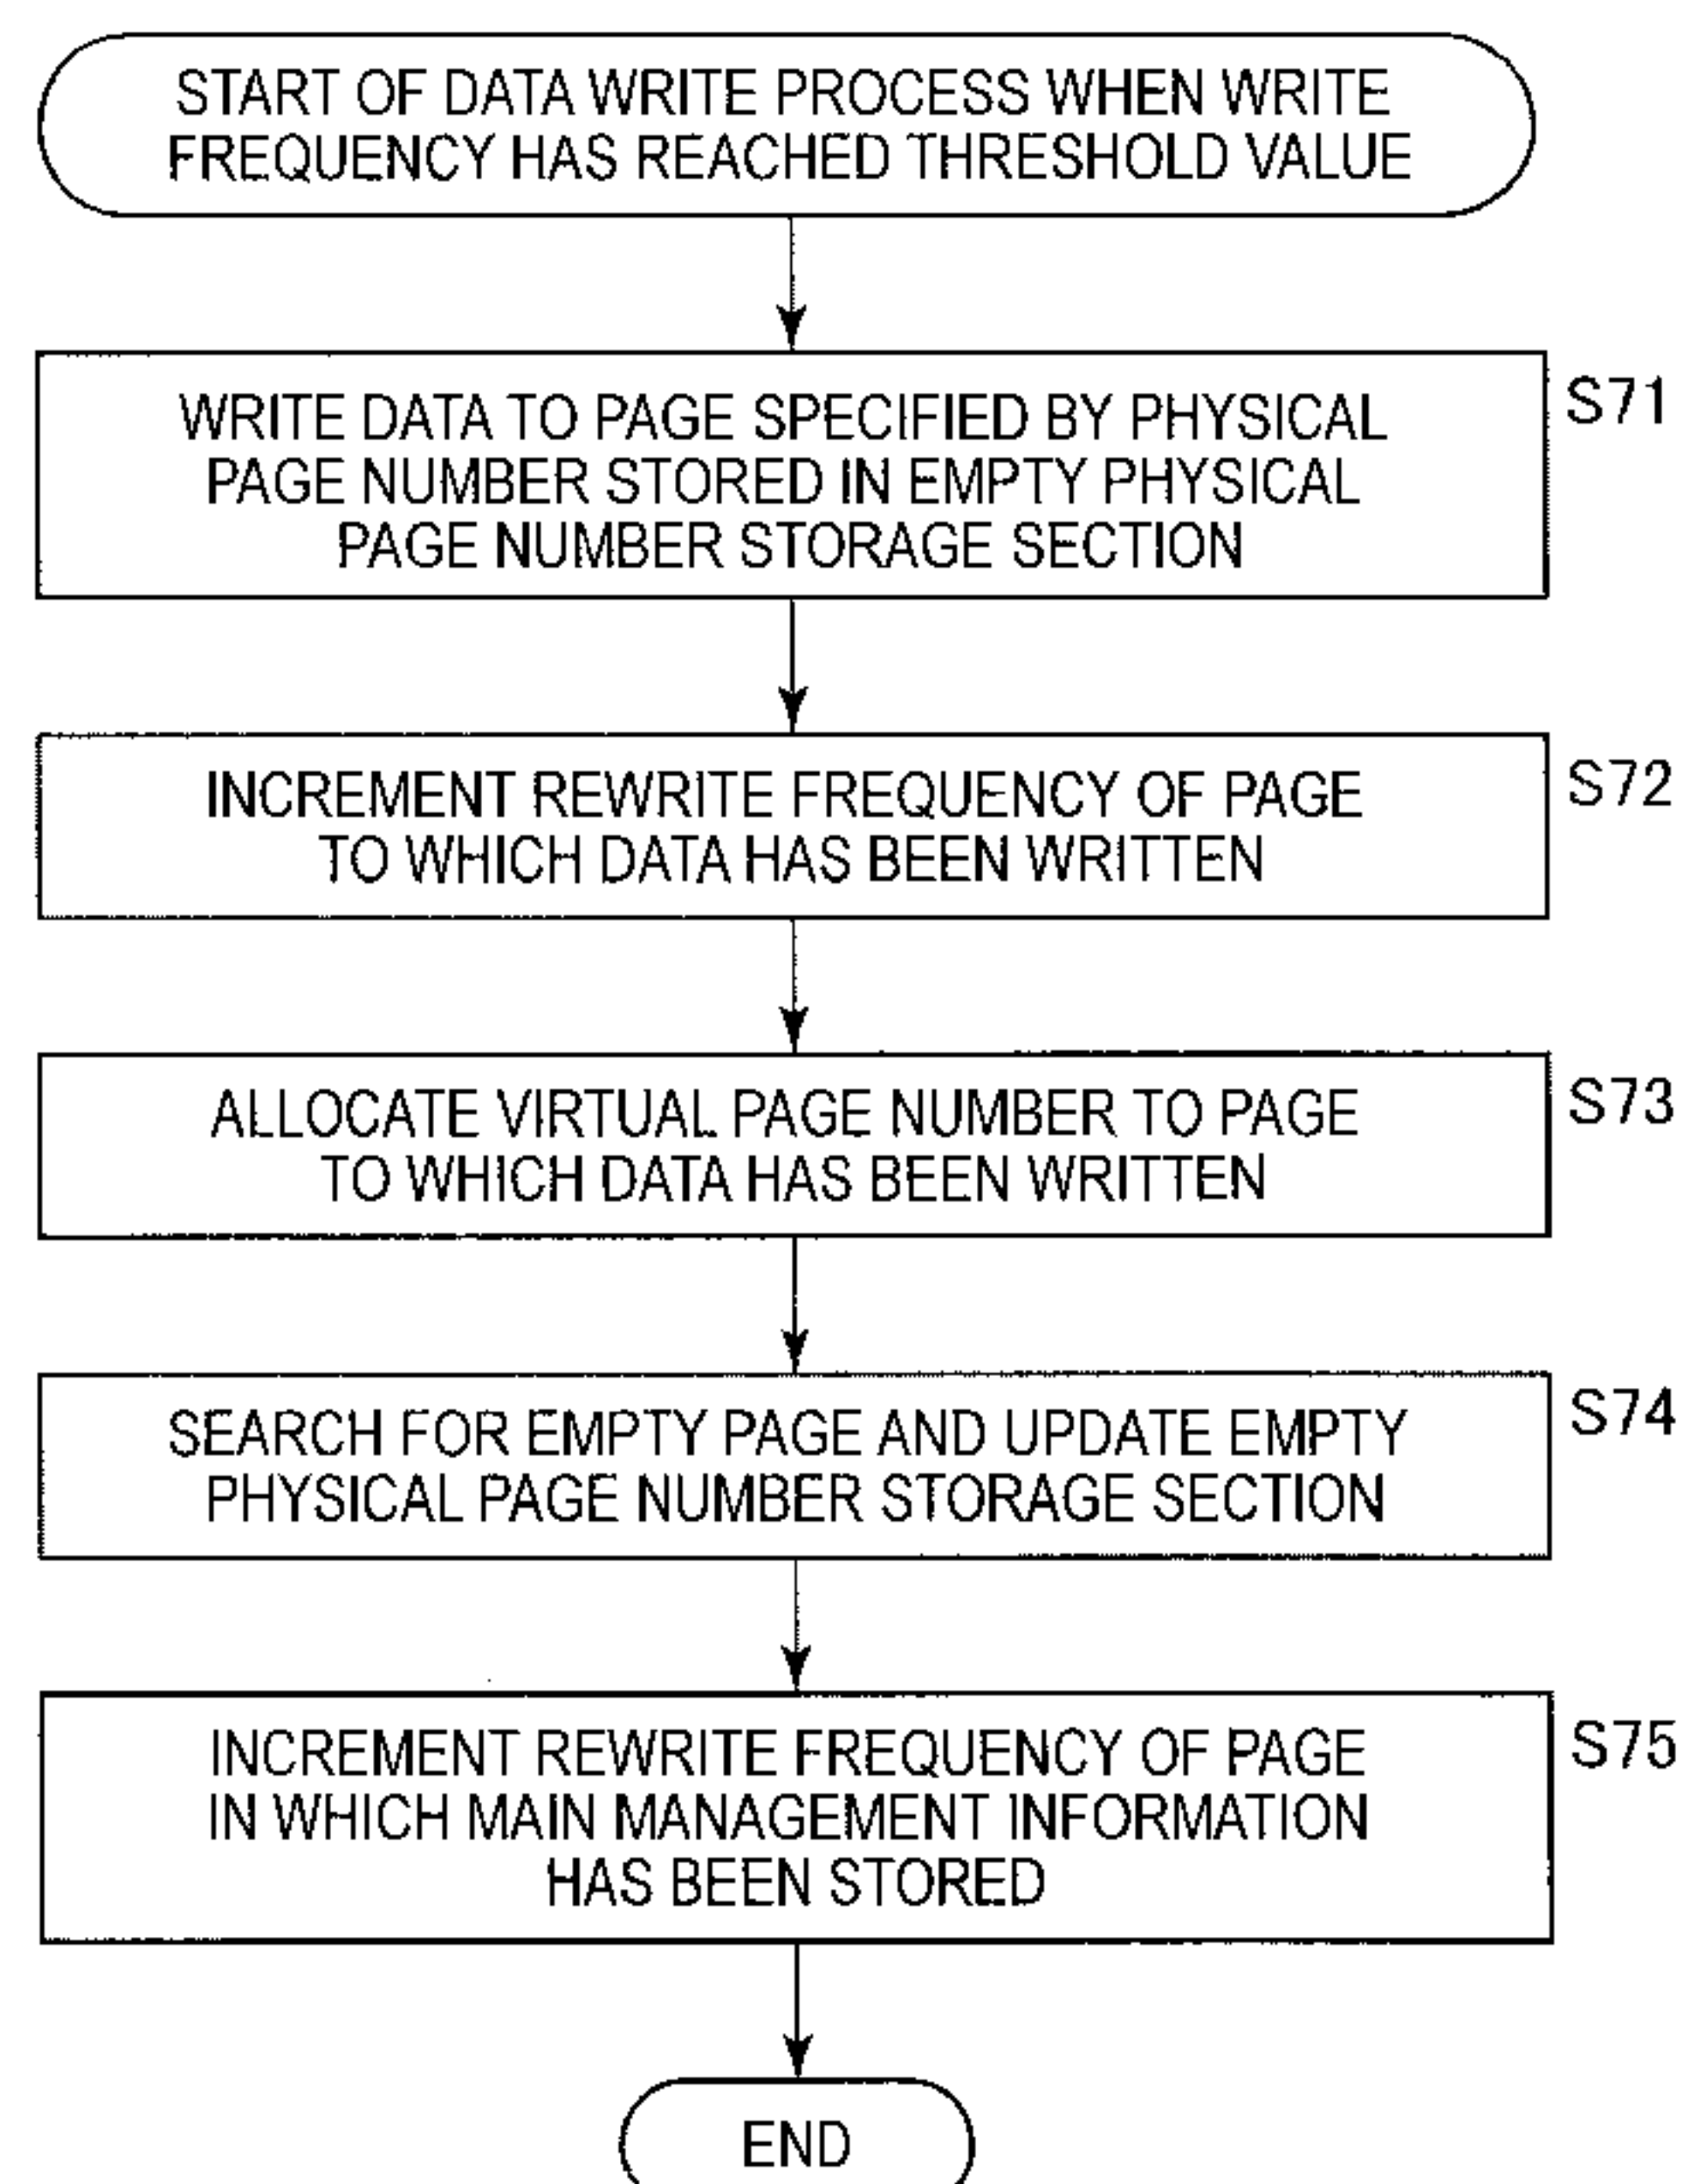 START OF DATA WRITE PROCESS WHEN WRITE
FREQUENCY HAS REACHED THRESHOLD VALUE
WRITE DATA TO PAGE SPECIFIED BY PHYSICAL
PAGE NUMBER STORED IN EMPTY PHYSICAL
PAGE NUMBER STORAGE SECTION
S71
INCREMENT REWRITE FREQUENCY OF PAGE
TO WHICH DATA HAS BEEN WRITTEN
S72
ALLOCATE VIRTUAL PAGE NUMBER TO PAGE
TO WHICH DATA HAS BEEN WRITTEN
S73
SEARCH FOR EMPTY PAGE AND UPDATE EMPTY
PHYSICAL PAGE NUMBER STORAGE SECTION
S74
INCREMENT REWRITE FREQUENCY OF PAGE
IN WHICH MAIN MANAGEMENT INFORMATION
HAS BEEN STORED
S75
END